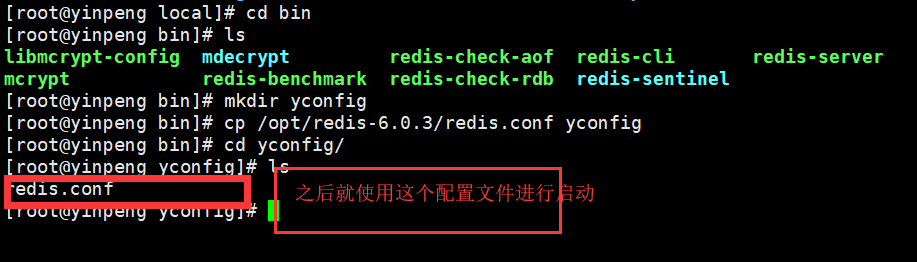 [root@yinpeng local]# cd bin
[root@yinpeng bin]# ls
libmcrypt-config mdecrypt redis-check-aof redis-cli redis-server
mcrypt redis-benchmark redis-check-rdb redis-sentinel
[root@yinpeng bin]# mkdir yconfig
[root@yinpeng bin]# cp /opt/redis-6.0.3/redis.conf yconfig
[root@yinpeng bin]# cd yconfig/
[root@yinpeng yconfig]# ls
redis.conf
之后就使用这个配置文件进行启动
[root@yinpeng yconfig]#